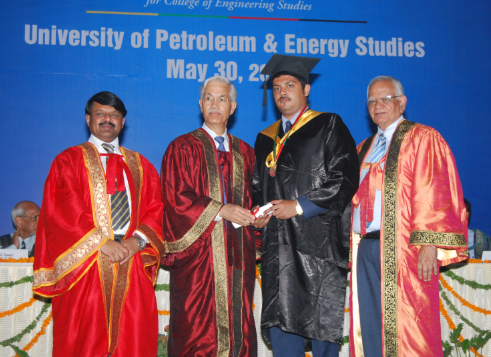 for College of Engineering Studies
University of Petroleum & Energy Studies
May 30,